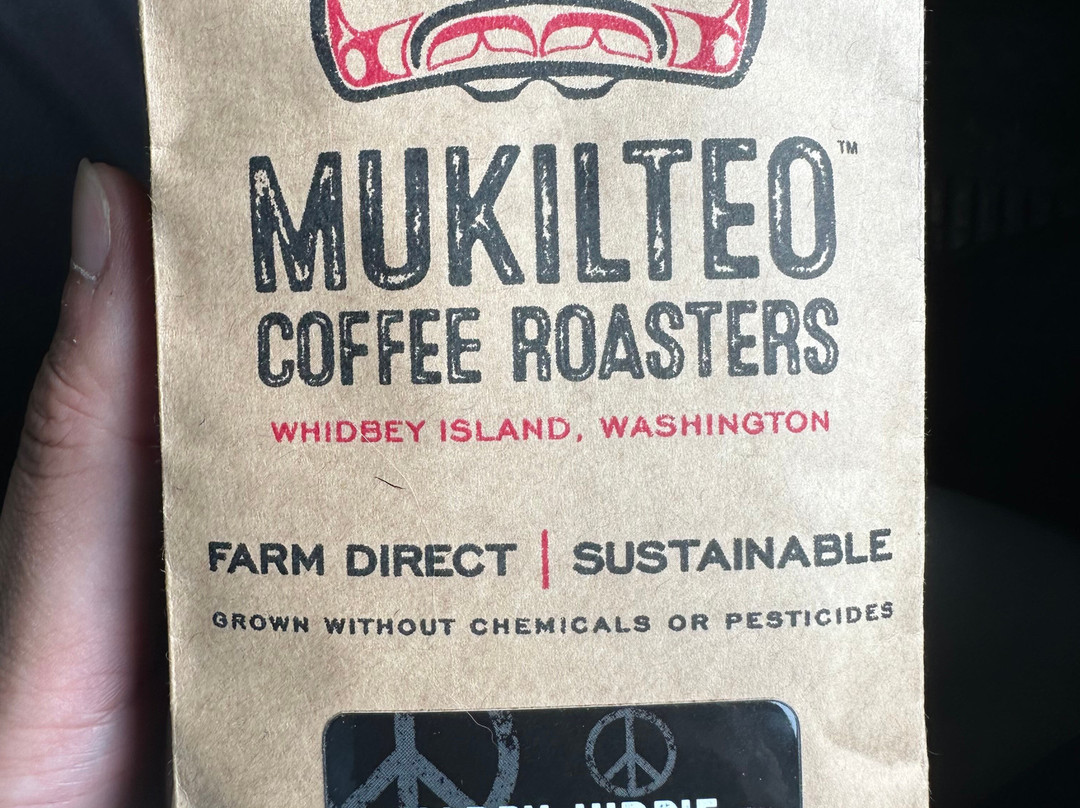 MUKILTEO™
COFFEE ROASTERS
WHIDBEY ISLAND, WASHINGTON
FARM DIRECT | SUSTAINABLE
GROWN WITHOUT CHEMICALS OR PESTICIDES